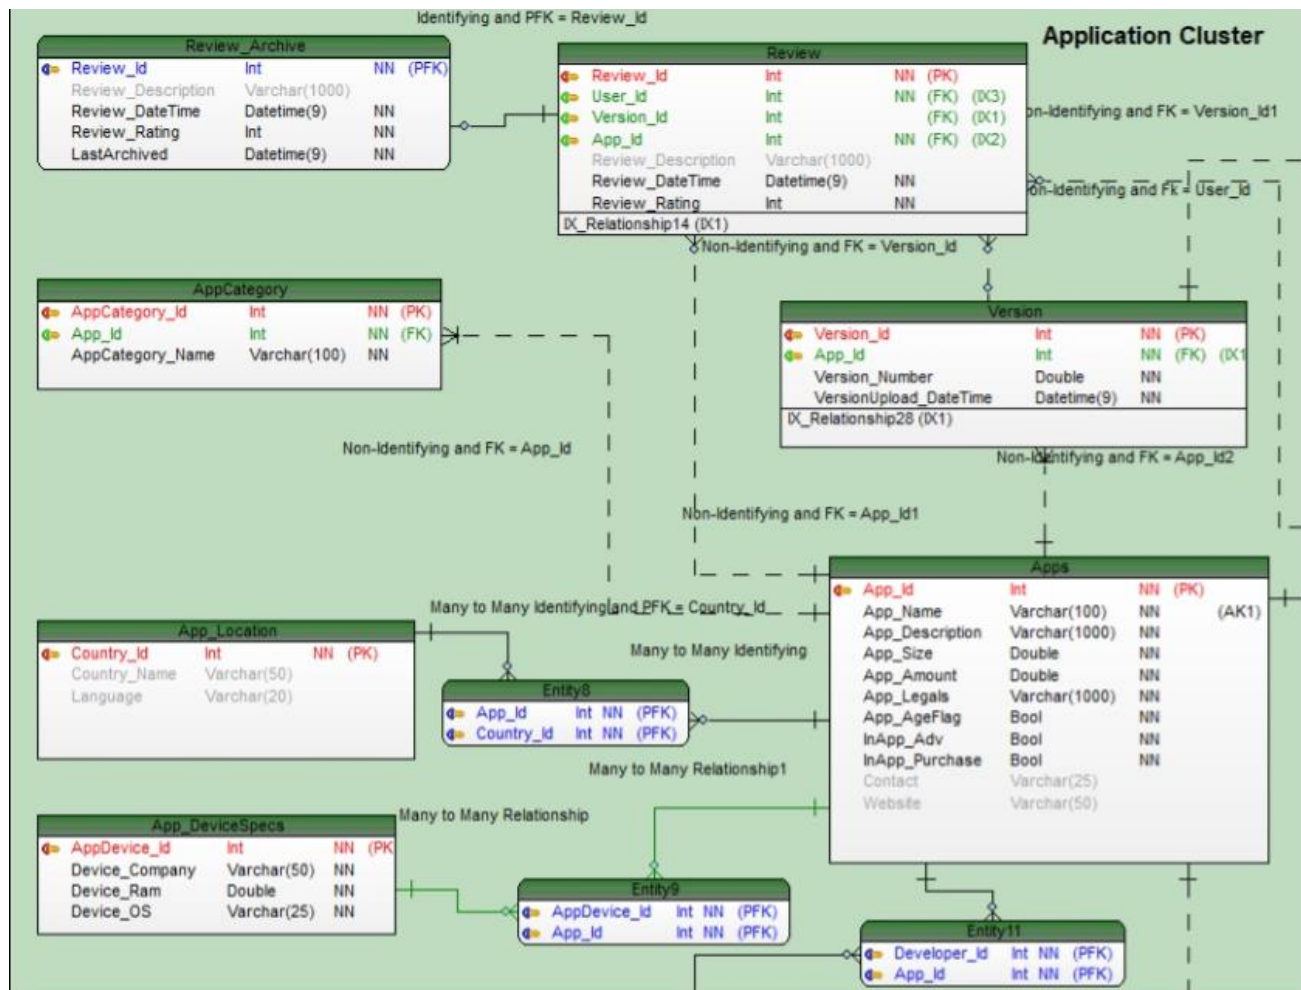 Identifying and PFK = Review_Id
Application Cluster
Review_Archive
Review_Id Int NN (PFK)
Review_Description Varchar(1000)
Review_DateTime Datetime(9) NN
Review_Rating Int NN
LastArchived Datetime(9) NN
Review
Review_Id Int NN (PK)
User_Id Int NN (FK) (IX3)
Version_Id Int (FK) (IX1)
App_Id Int NN (FK) (IX2)
Review_Description Varchar(1000)
Review_DateTime Datetime(9) NN
Review_Rating Int NN
IX_Relationship14 (IX1)
on-Identifying and FK = Version_Id1
on-Identifying and Fk = User_Id
Non-Identifying and FK = Version_Id
AppCategory
AppCategory_Id Int NN (PK)
App_Id Int NN (FK)
AppCategory_Name Varchar(100) NN
Version
Version_Id Int NN (PK)
App_Id Int NN (FK) (IX1
Version_Number Double NN
VersionUpload_DateTime Datetime(9) NN
IX_Relationship28 (IX1)
Non-Identifying and FK = App_Id
Non-Identifying and FK = App_Id2
Non-Identifying and FK = App_Id1
Apps
App_Id Int NN (PK)
App_Name Varchar(100) NN (AK1)
App_Description Varchar(1000) NN
App_Size Double NN
App_Amount Double NN
App_Legals Varchar(1000) NN
App_AgeFlag Bool NN
InApp_Adv Bool NN
InApp_Purchase Bool NN
Contact Varchar(25)
Website Varchar(50)
Many to Many Identifying and PFK = Country_Id
App_Location
Country_Id Int NN (PK)
Country_Name Varchar(50)
Language Varchar(20)
Many to Many Identifying
Entity8
App_Id Int NN (PFK)
Country_Id Int NN (PFK)
Many to Many Relationship1
Many to Many Relationship
App_DeviceSpecs
AppDevice_Id Int NN (PK
Device_Company Varchar(50) NN
Device_Ram Double NN
Device_OS Varchar(25) NN
Entity9
AppDevice_Id Int NN (PFK)
App_Id Int NN (PFK)
Entity11
Developer_Id Int NN (PFK)
App_Id Int NN (PFK)